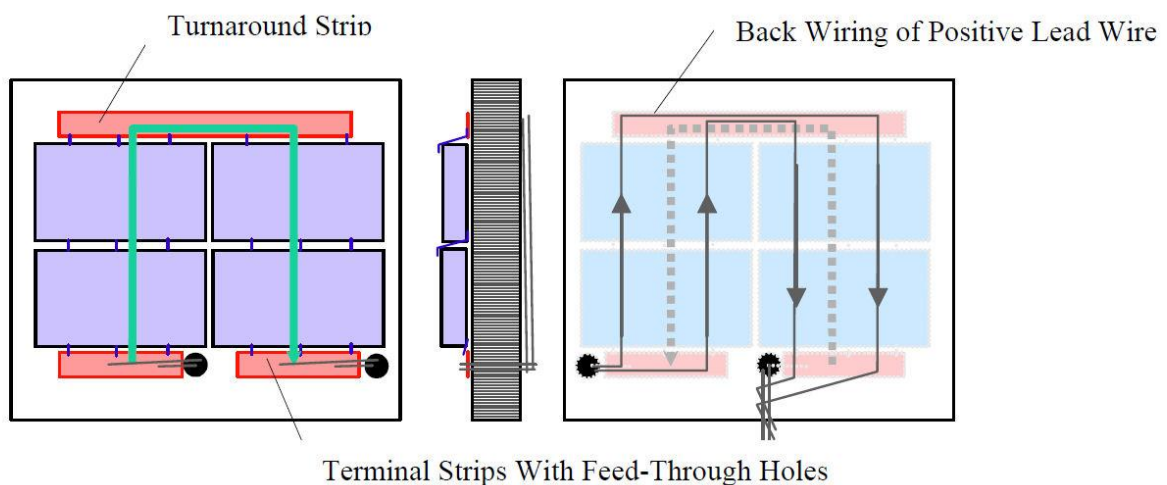 Turnaround Strip
Back Wiring of Positive Lead Wire
Terminal Strips With Feed-Through Holes